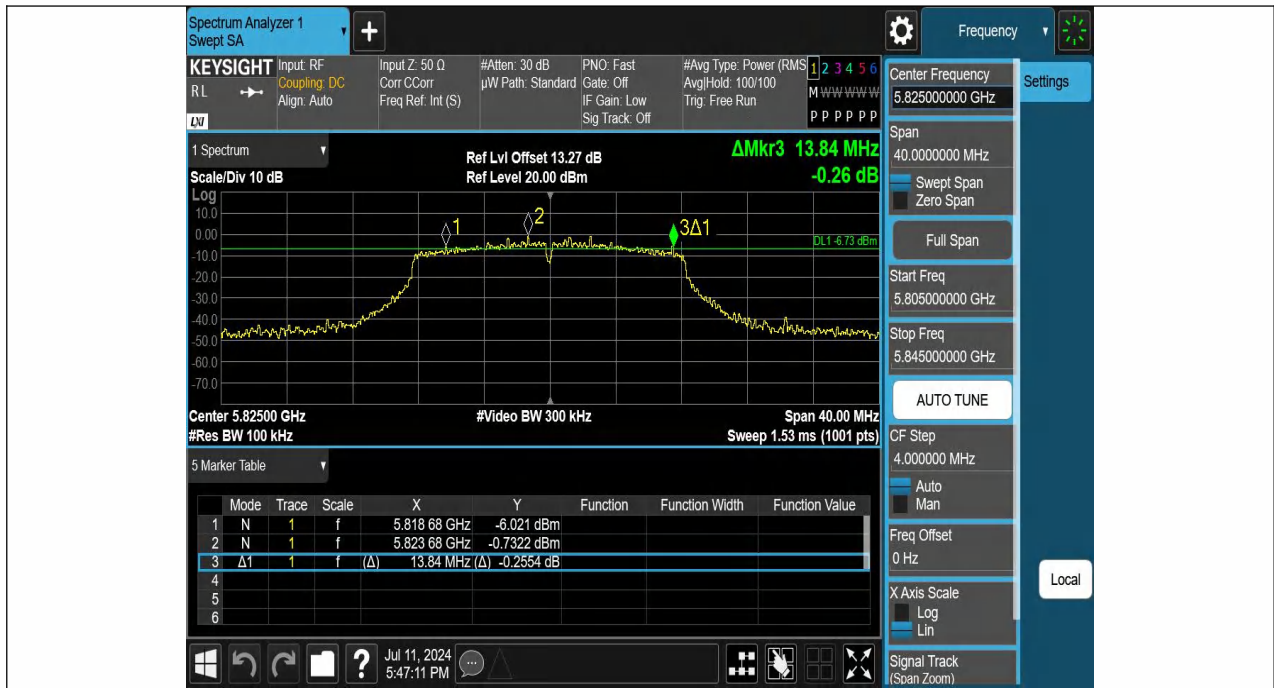 Spectrum Analyzer 1
Swept SA
+
Frequency
KEYSIGHT
RL
LXI
Input: RF
Coupling: DC
Align: Auto
Input Z: 50 Ω
Corr CCorr
Freq Ref: Int (S)
#Atten: 30 dB
µW Path: Standard
PNO: Fast
Gate: Off
IF Gain: Low
Sig Track: Off
#Avg Type: Power (RMS
Avg|Hold: 100/100
Trig: Free Run
1 2 3 4 5 6
M W W W W W
P P P P P P
1 Spectrum
Scale/Div 10 dB
Ref Lvl Offset 13.27 dB
Ref Level 20.00 dBm
ΔMkr3 13.84 MHz
-0.26 dB
Log
10.0
0.00
-10.0
-20.0
-30.0
-40.0
-50.0
-60.0
-70.0
1
2
3Δ1
DL1 -6.73 dBm
Center 5.82500 GHz
#Video BW 300 kHz
Span 40.00 MHz
#Res BW 100 kHz
Sweep 1.53 ms (1001 pts)
5 Marker Table
Mode Trace Scale X Y Function Function Width Function Value
1 N 1 f 5.818 68 GHz -6.021 dBm
2 N 1 f 5.823 68 GHz -0.7322 dBm
3 Δ1 1 f (Δ) 13.84 MHz (Δ) -0.2554 dB
4
5
6
?
Jul 11, 2024
5:47:11 PM
Center Frequency
5.825000000 GHz
Span
40.0000000 MHz
Swept Span
Zero Span
Full Span
Start Freq
5.805000000 GHz
Stop Freq
5.845000000 GHz
AUTO TUNE
CF Step
4.000000 MHz
Auto
Man
Freq Offset
0 Hz
X Axis Scale
Log
Lin
Signal Track
(Span Zoom)
Settings
Local